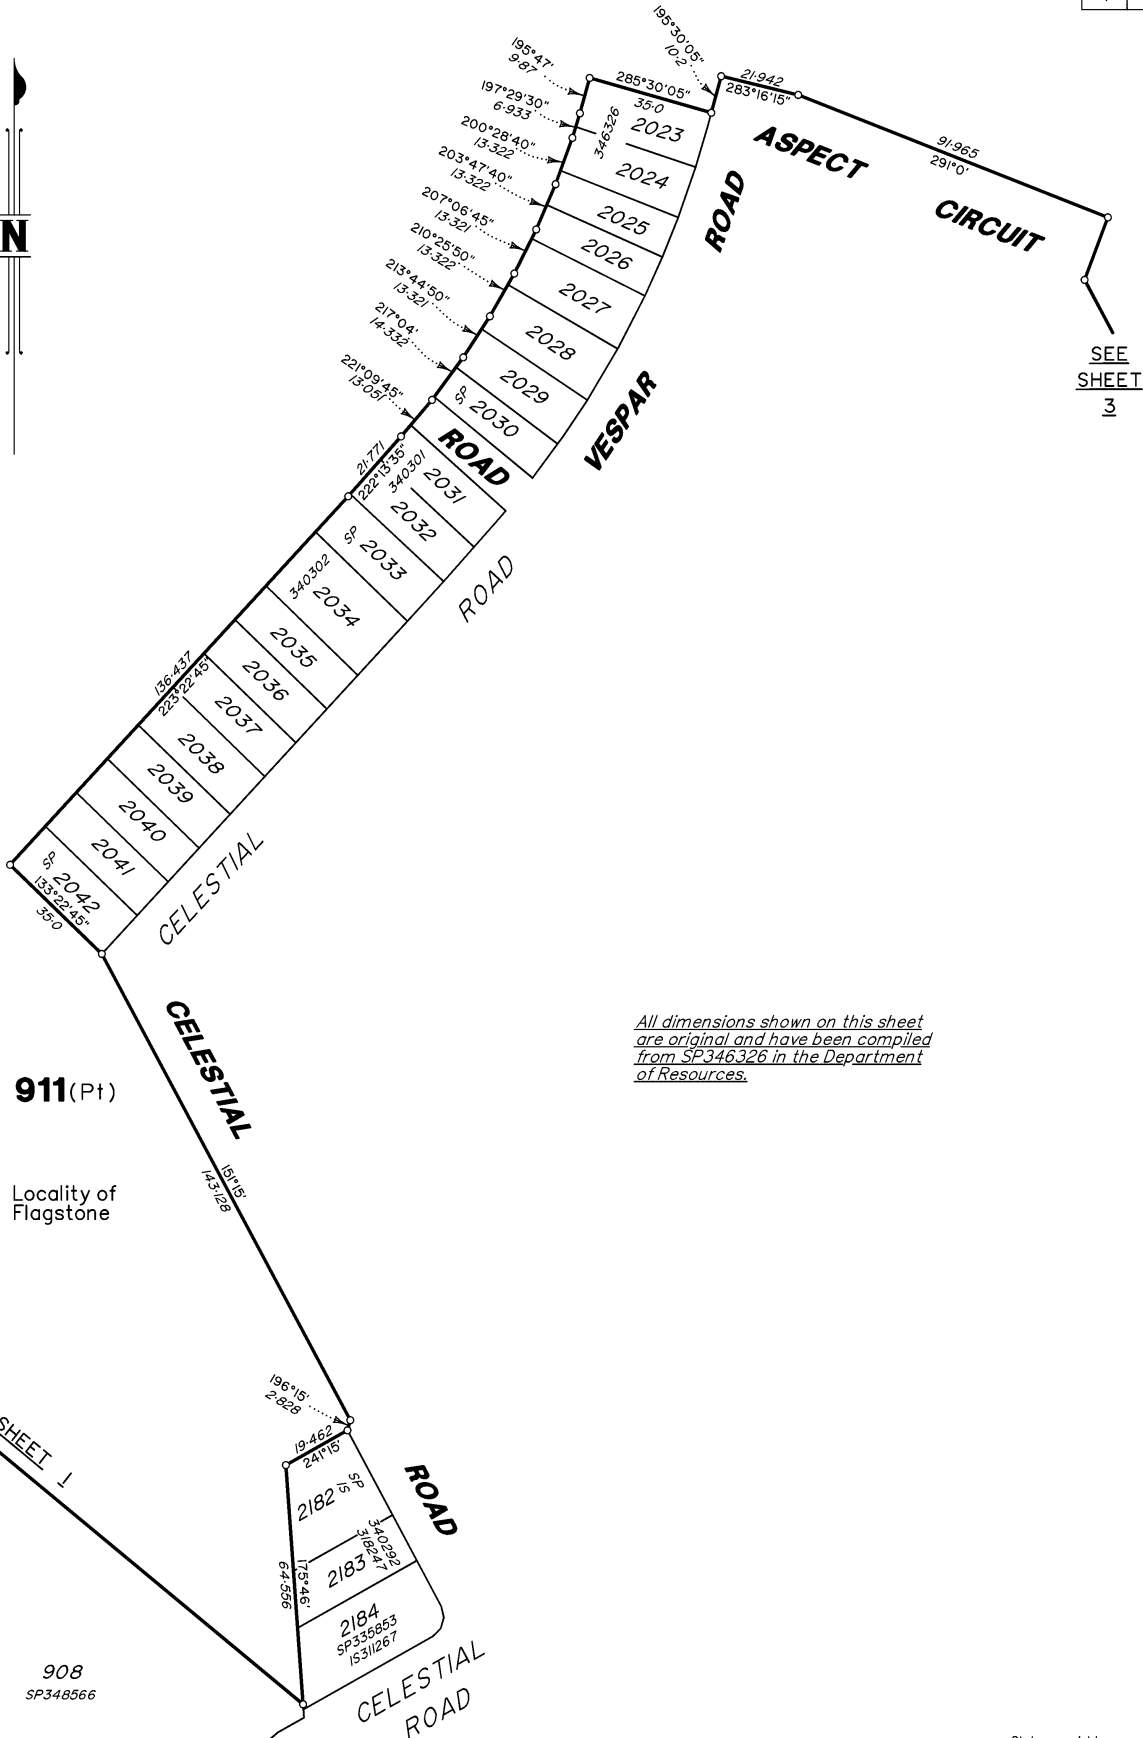 N
195°30'05"
10·2
21·942
283°16'15"
195°47'
9·87
285°30'05"
35·0
197°29'30"
6·933
346326
2023
ASPECT
91·965
291°0'
200°28'40"
13·322
2024
ROAD
CIRCUIT
203°47'40"
13·322
2025
207°06'45"
13·321
2026
210°25'50"
13·322
2027
213°44'50"
13·321
2028
217°04'
14·332
2029
SEE
SHEET
3
221°09'45"
13·051
SP
2030
VESPAR
ROAD
21·771
222°13'35"
340301
2031
2032
SP
2033
ROAD
340302
2034
2035
136·437
223°22'45"
2036
2037
2038
2039
2040
2041
SP
2042
133°22'45"
35·0
CELESTIAL
CELESTIAL
All dimensions shown on this sheet
are original and have been compiled
from SP346326 in the Department
of Resources.
911(Pt)
151°15'
143·128
Locality of
Flagstone
196°15'
2·828
SHEET 1
19·462
241°15'
SP
IS
2182
ROAD
340292
318247
2183
175°46'
64·556
2184
SP335853
IS311267
908
SP348566
CELESTIAL
ROAD